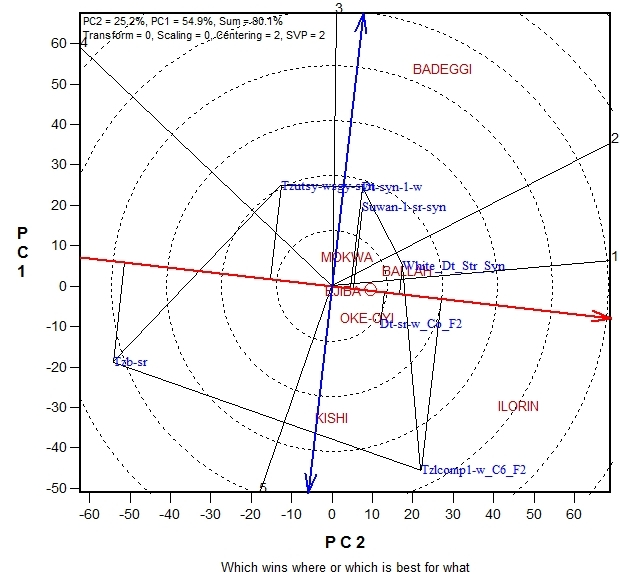 PC2 = 25.2%, PC1 = 54.9%, Sum = 80.1%
Transform = 0, Scaling = 0, Centering = 2, SVP = 2
3
60
4
BADEGGI
50
40
2
30
Tzutsy-wsgy-syn
Dt-syn-1-w
20
Suwan-1-sr-syn
P C 1
10
MOKWA
BALLAH
White_Dt_Str_Syn
1
0
EJIBA
OKE-OYI
Dt-sr-w_C6_F2
-10
Tzb-sr
-20
-30
KISHI
ILORIN
-40
Tzlcomp1-w_C6_F2
-50
5
-60 -50 -40 -30 -20 -10 0 10 20 30 40 50 60
P C 2
Which wins where or which is best for what